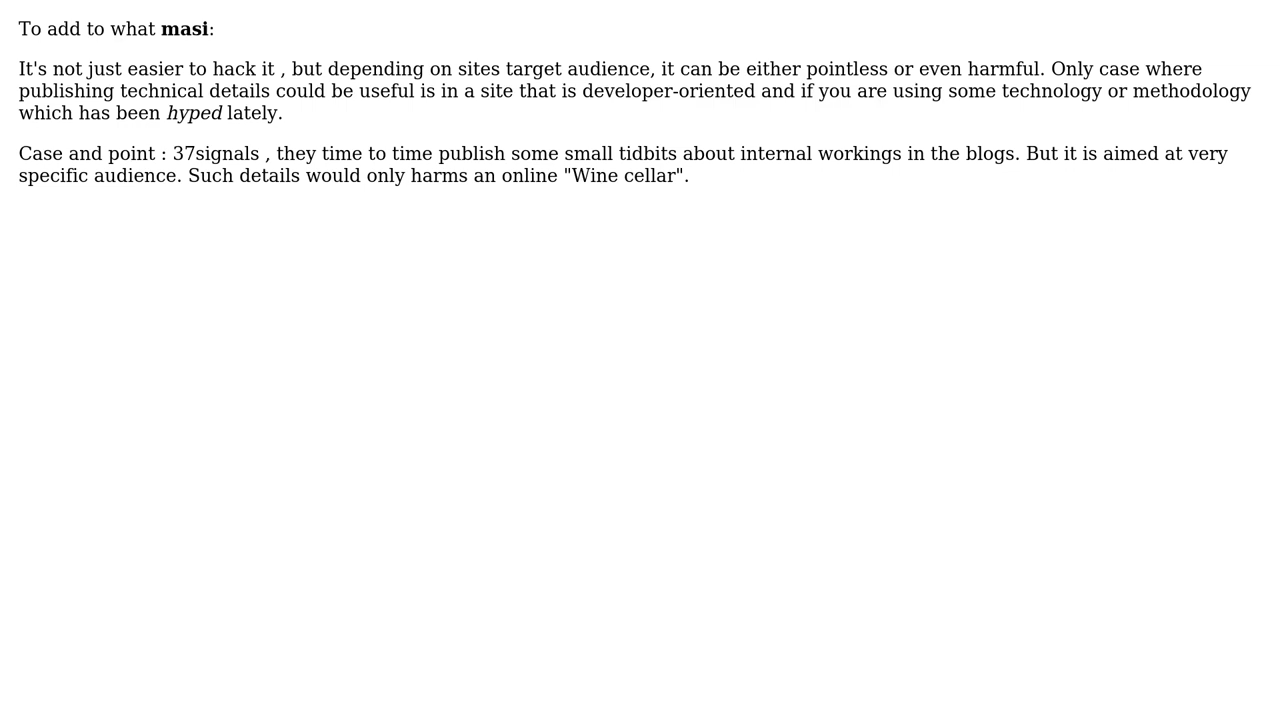 To add to what masi:
It's not just easier to hack it , but depending on sites target audience, it can be either pointless or even harmful. Only case where
publishing technical details could be useful is in a site that is developer-oriented and if you are using some technology or methodology
which has been hyped lately.
Case and point : 37signals , they time to time publish some small tidbits about internal workings in the blogs. But it is aimed at very
specific audience. Such details would only harms an online "Wine cellar".